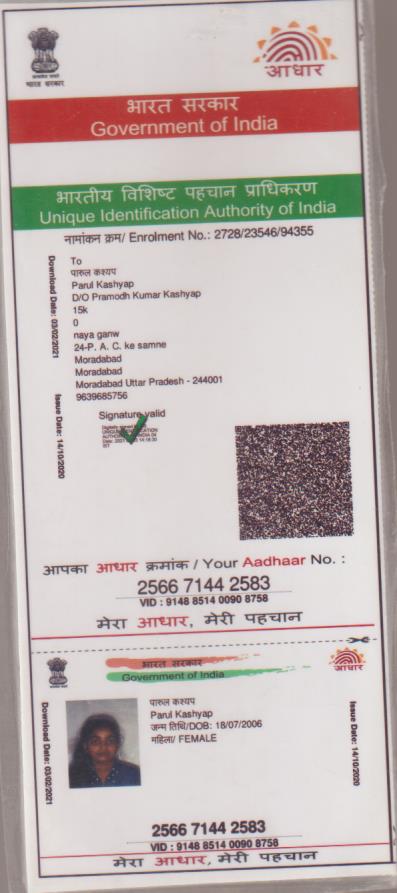 सत्यमेव जयते
भारत सरकार
आधार
भारत सरकार
Government of India
भारतीय विशिष्ट पहचान प्राधिकरण
Unique Identification Authority of India
नामांकन क्रम/ Enrolment No.: 2728/23546/94355
Download Date: 03/02/2021
Issue Date: 14/10/2020
To
पारुल कश्यप
Parul Kashyap
D/O Pramodh Kumar Kashyap
15k
0
naya ganw
24-P. A. C. ke samne
Moradabad
Moradabad
Moradabad Uttar Pradesh - 244001
9639685756
Signature valid
आपका आधार क्रमांक / Your Aadhaar No. :
2566 7144 2583
VID : 9148 8514 0090 8758
मेरा आधार, मेरी पहचान
भारत सरकार
Government of India
आधार
Download Date: 03/02/2021
पारुल कश्यप
Parul Kashyap
जन्म तिथि/DOB: 18/07/2006
महिला/ FEMALE
Issue Date: 14/10/2020
2566 7144 2583
VID : 9148 8514 0090 8758
मेरा आधार, मेरी पहचान